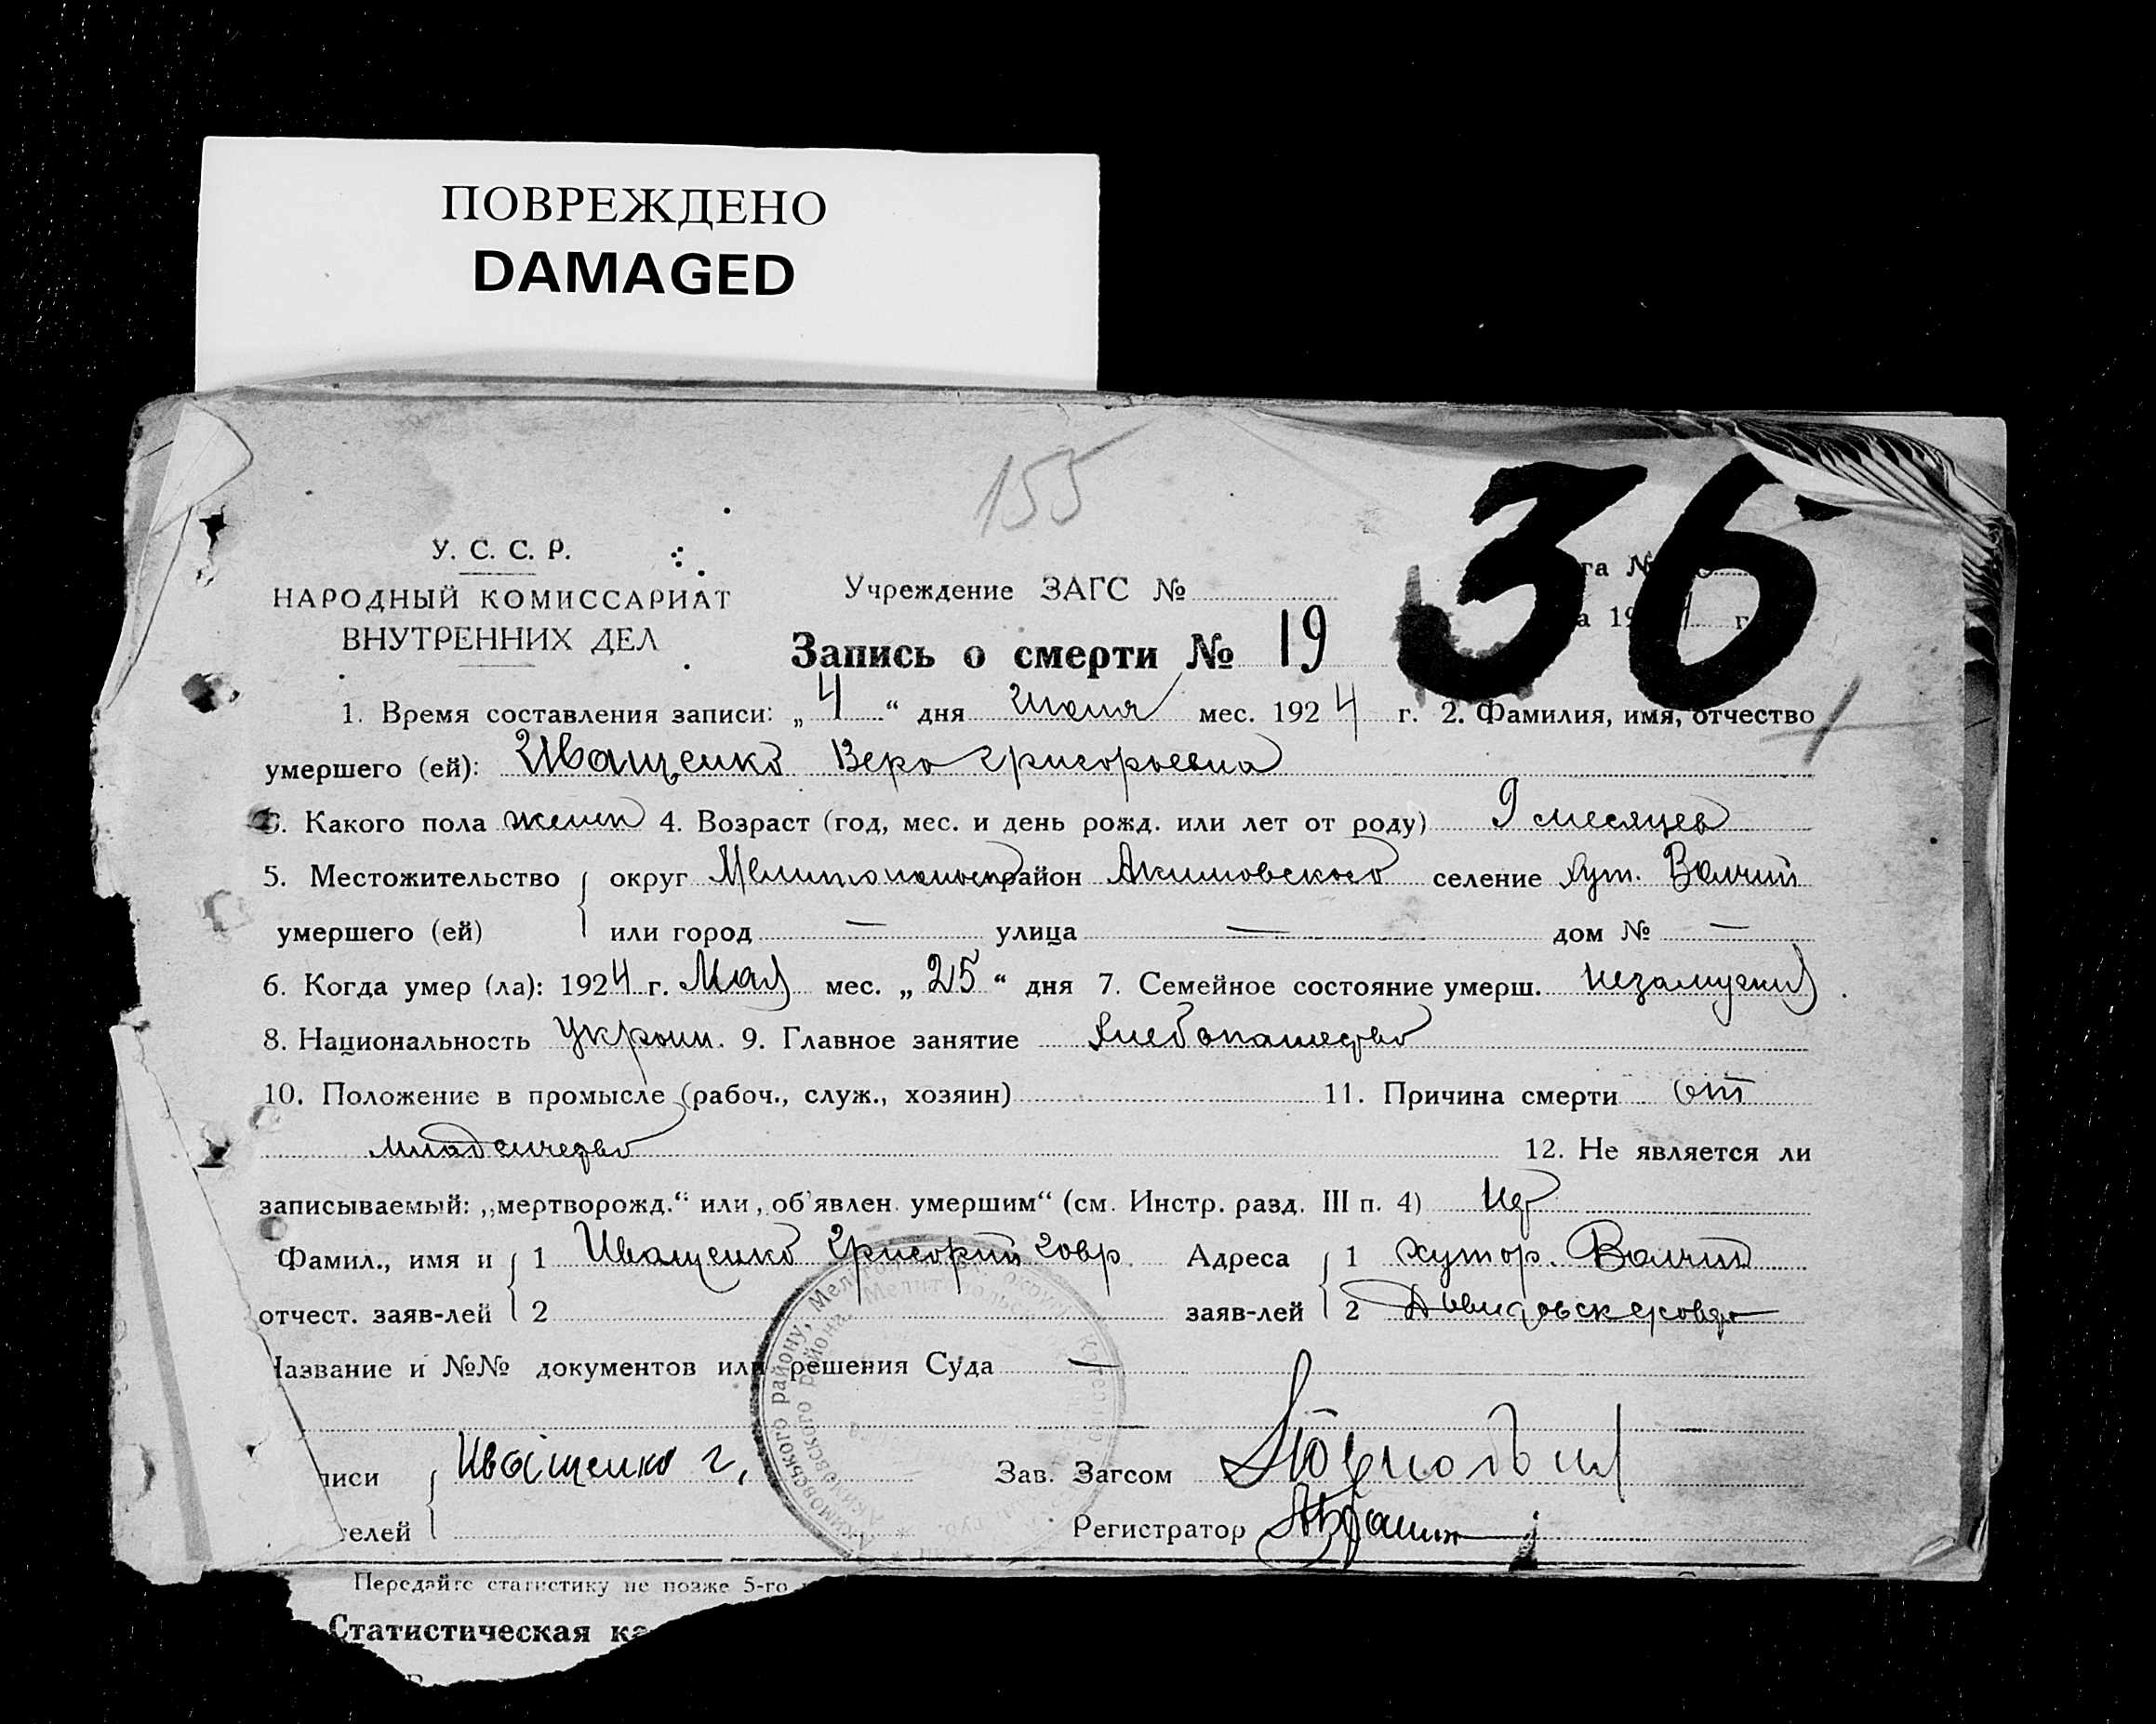 ПОВРЕЖДЕНО
DAMAGED
155
36
У. С. С. Р.
НАРОДНЫЙ КОМИССАРИАТ
ВНУТРЕННИХ ДЕЛ
Учреждение ЗАГС №
Запись о смерти № 19
1. Время составления записи: „4“ дня Июня мес. 1924 г. 2. Фамилия, имя, отчество
умершего (ей): Иващенко Вера Григорьевна
3. Какого пола женск 4. Возраст (год, мес. и день рожд. или лет от роду) 9 месяцев
5. Местожительство округ Мелитопольск район Акимовского селение хут. Волчий
умершего (ей) или город — улица — дом № —
6. Когда умер (ла): 1924 г. Мая мес. „25“ дня 7. Семейное состояние умерш. незамужняя
8. Национальность Украин. 9. Главное занятие Хлебопашество
10. Положение в промысле (рабоч., служ., хозяин) 11. Причина смерти от
младенчества
12. Не является ли
записываемый: „мертворожд.“ или „об'явлен умершим“ (см. Инстр. разд. III п. 4) Нет
Фамил., имя и 1 Иващенко Григорий Адреса 1 хутор. Волчий
отчест. заяв-лей 2 заяв-лей 2
Название и №№ документов или решения Суда —
писи Иващенко г, Зав. Загсом
телей Регистратор
Передайте статистику не позже 5-го
Статистическая ка